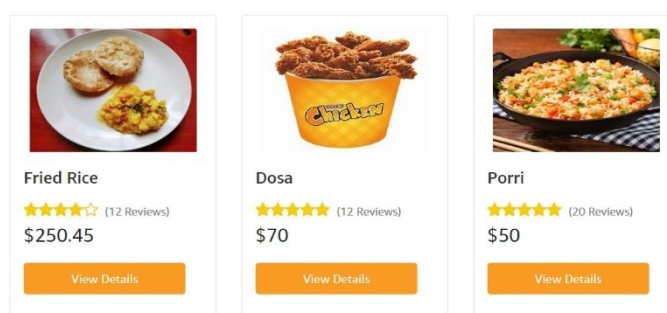 Chicken
Fried Rice
(12 Reviews)
$250.45
View Details
Dosa
(12 Reviews)
$70
View Details
Porri
(20 Reviews)
$50
View Details